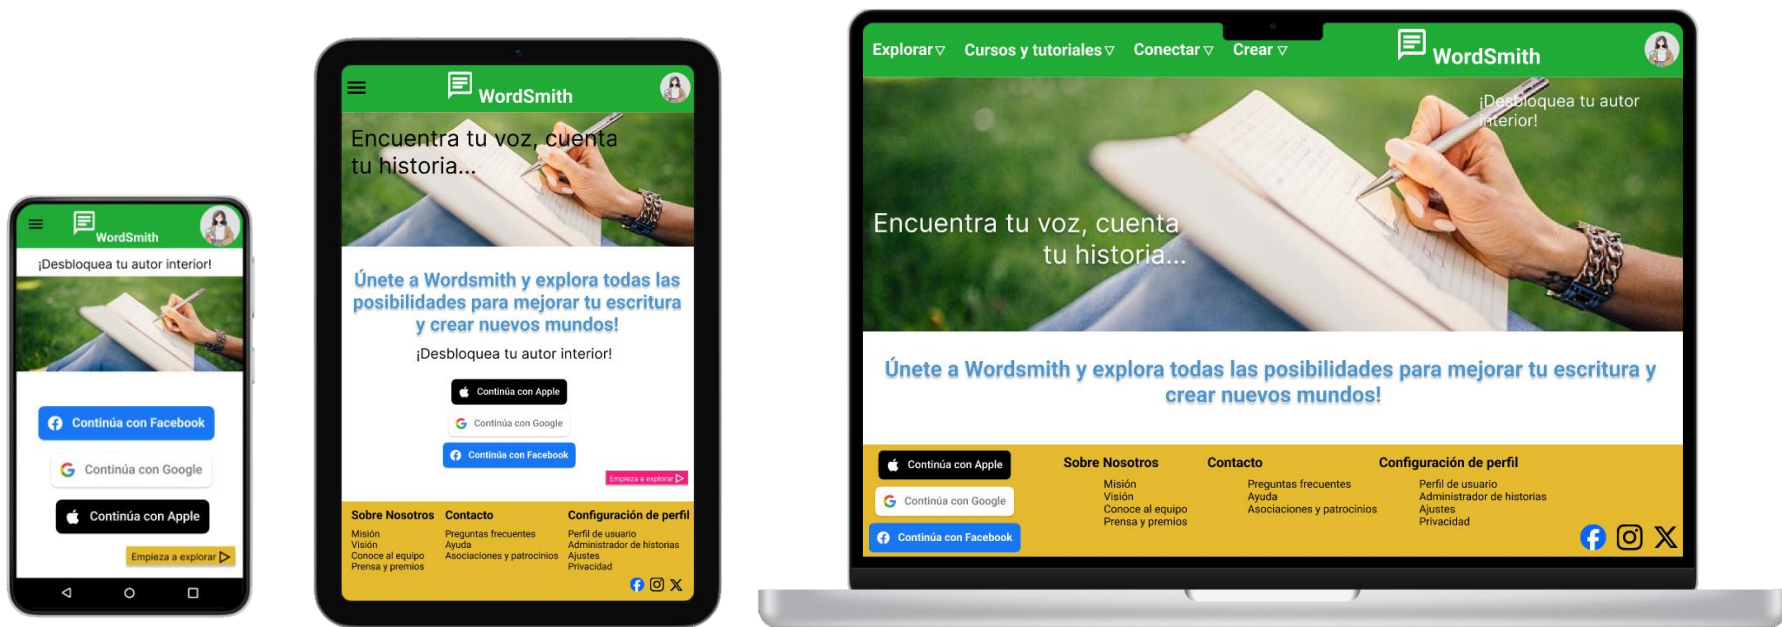 WordSmith
¡Desbloquea tu autor interior!
Continúa con Facebook
Continúa con Google
Continúa con Apple
Empieza a explorar
WordSmith
Encuentra tu voz, cuenta
tu historia...
Únete a Wordsmith y explora todas las
posibilidades para mejorar tu escritura
y crear nuevos mundos!
¡Desbloquea tu autor interior!
Continúa con Apple
Continúa con Google
Continúa con Facebook
Empieza a explorar
Sobre Nosotros
Misión
Visión
Conoce al equipo
Prensa y premios
Contacto
Preguntas frecuentes
Ayuda
Asociaciones y patrocinios
Configuración de perfil
Perfil de usuario
Administrador de historias
Ajustes
Privacidad
Explorar Cursos y tutoriales Conectar Crear
WordSmith
¡Desbloquea tu autor
interior!
Encuentra tu voz, cuenta
tu historia...
Únete a Wordsmith y explora todas las posibilidades para mejorar tu escritura y
crear nuevos mundos!
Continúa con Apple
Continúa con Google
Continúa con Facebook
Sobre Nosotros
Misión
Visión
Conoce al equipo
Prensa y premios
Contacto
Preguntas frecuentes
Ayuda
Asociaciones y patrocinios
Configuración de perfil
Perfil de usuario
Administrador de historias
Ajustes
Privacidad